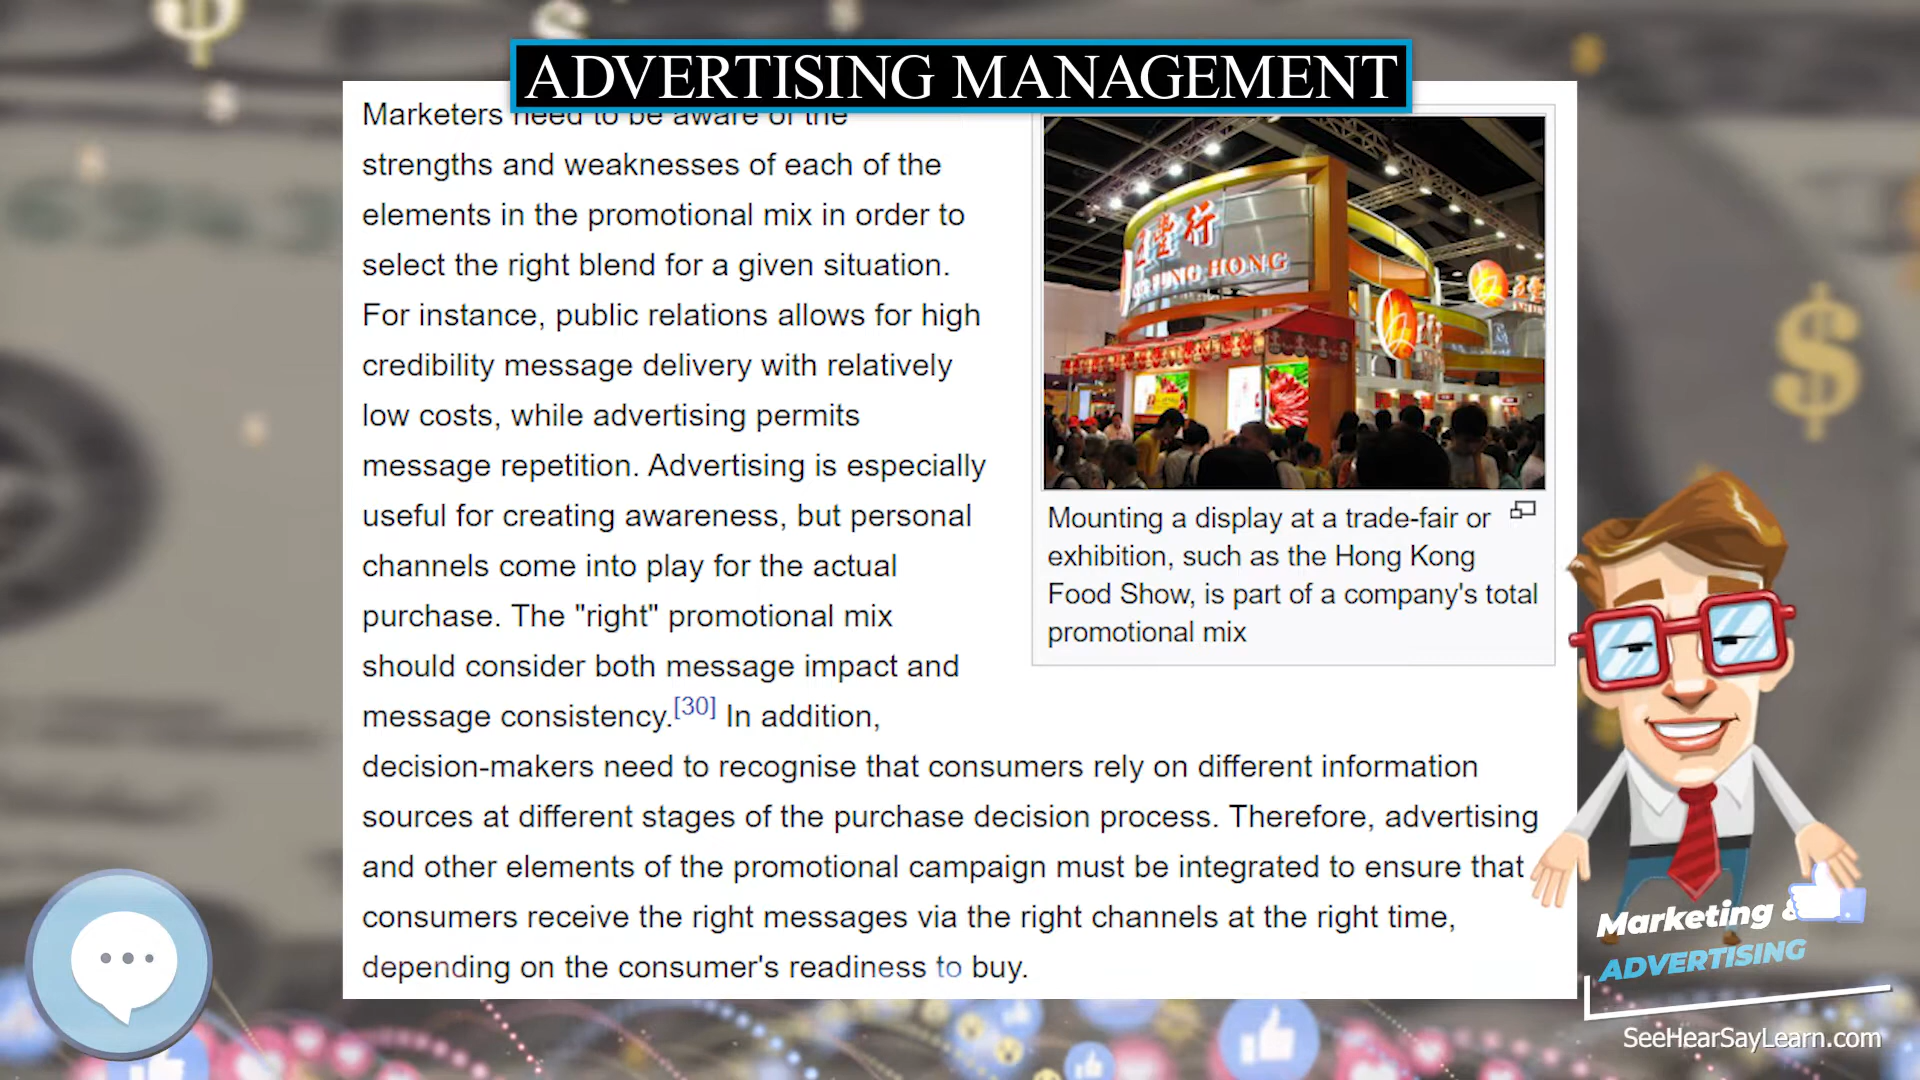 ADVERTISING MANAGEMENT
Marketers need to be aware of the
strengths and weaknesses of each of the
elements in the promotional mix in order to
select the right blend for a given situation.
For instance, public relations allows for high
credibility message delivery with relatively
low costs, while advertising permits
message repetition. Advertising is especially
useful for creating awareness, but personal
channels come into play for the actual
purchase. The "right" promotional mix
should consider both message impact and
message consistency.[30] In addition,
decision-makers need to recognise that consumers rely on different information
sources at different stages of the purchase decision process. Therefore, advertising
and other elements of the promotional campaign must be integrated to ensure that
consumers receive the right messages via the right channels at the right time,
depending on the consumer's readiness to buy.
行
HONG
Mounting a display at a trade-fair or
exhibition, such as the Hong Kong
Food Show, is part of a company's total
promotional mix
Marketing &
ADVERTISING
SeeHearSayLearn.com